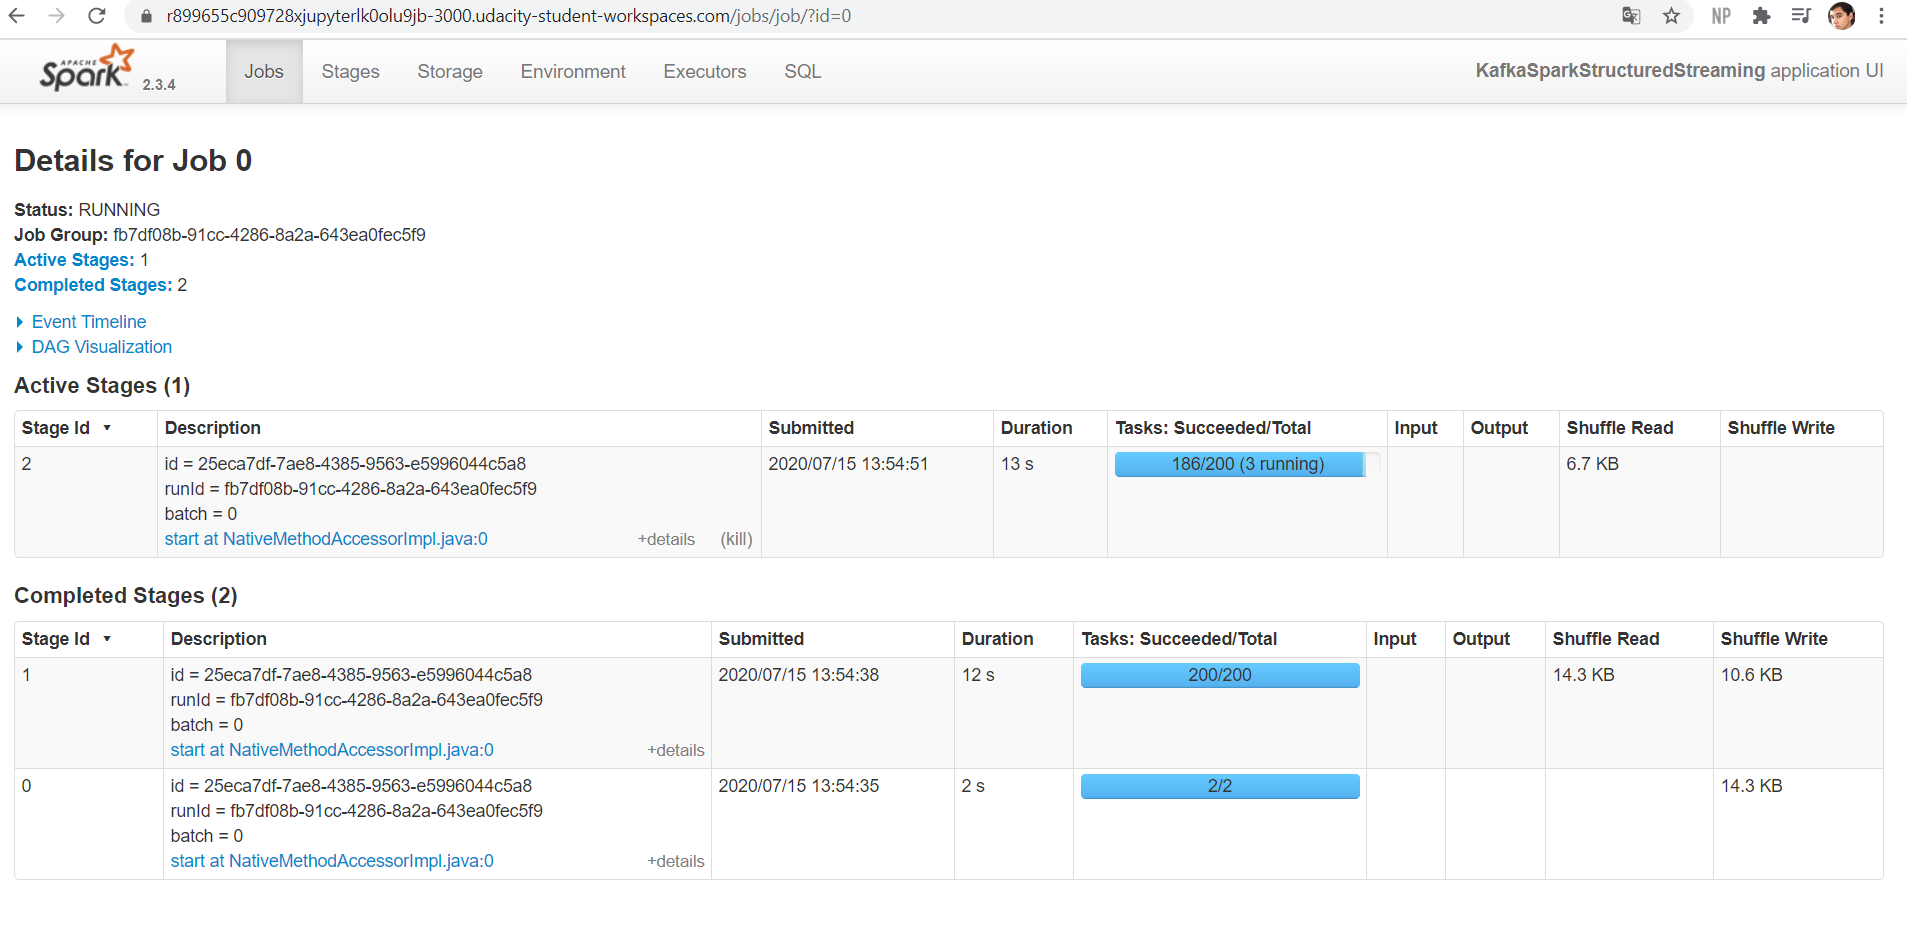 r899655c909728xjupyterlk0olu9jb-3000.udacity-student-workspaces.com/jobs/job/?id=0
NP
APACHE
Spark 2.3.4 Jobs Stages Storage Environment Executors SQL KafkaSparkStructuredStreaming application UI
Details for Job 0
Status: RUNNING
Job Group: fb7df08b-91cc-4286-8a2a-643ea0fec5f9
Active Stages: 1
Completed Stages: 2
Event Timeline
DAG Visualization
Active Stages (1)
Stage Id Description Submitted Duration Tasks: Succeeded/Total Input Output Shuffle Read Shuffle Write
2 id = 25eca7df-7ae8-4385-9563-e5996044c5a8 2020/07/15 13:54:51 13 s 186/200 (3 running) 6.7 KB
runId = fb7df08b-91cc-4286-8a2a-643ea0fec5f9
batch = 0
start at NativeMethodAccessorImpl.java:0 +details (kill)
Completed Stages (2)
Stage Id Description Submitted Duration Tasks: Succeeded/Total Input Output Shuffle Read Shuffle Write
1 id = 25eca7df-7ae8-4385-9563-e5996044c5a8 2020/07/15 13:54:38 12 s 200/200 14.3 KB 10.6 KB
runId = fb7df08b-91cc-4286-8a2a-643ea0fec5f9
batch = 0
start at NativeMethodAccessorImpl.java:0 +details
0 id = 25eca7df-7ae8-4385-9563-e5996044c5a8 2020/07/15 13:54:35 2 s 2/2 14.3 KB
runId = fb7df08b-91cc-4286-8a2a-643ea0fec5f9
batch = 0
start at NativeMethodAccessorImpl.java:0 +details